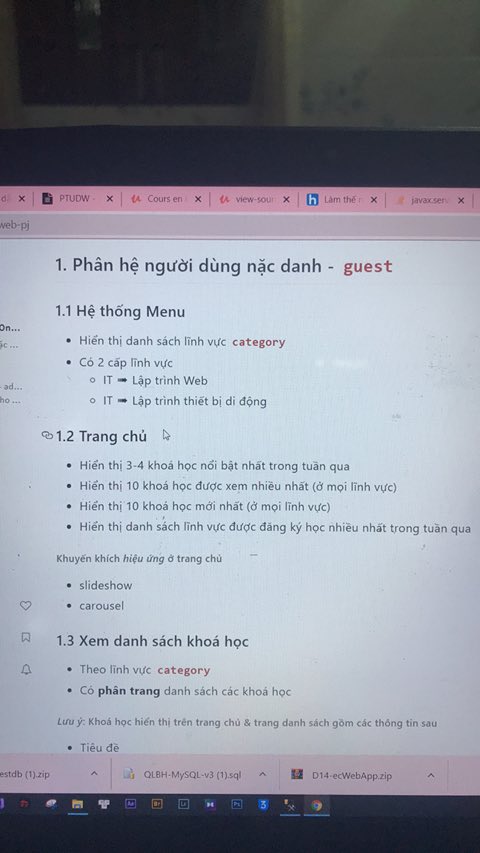 PTUDW -
Cours en
view-sour
Làm thế r
javax.serv
web-pj
1. Phân hệ người dùng nặc danh - guest
1.1 Hệ thống Menu
On...
Hiển thị danh sách lĩnh vực category
Có 2 cấp lĩnh vực
IT ➡ Lập trình Web
- ad...
IT ➡ Lập trình thiết bị di động
1.2 Trang chủ
Hiển thị 3-4 khoá học nổi bật nhất trong tuần qua
Hiển thị 10 khoá học được xem nhiều nhất (ở mọi lĩnh vực)
Hiển thị 10 khoá học mới nhất (ở mọi lĩnh vực)
Hiển thị danh sách lĩnh vực được đăng ký học nhiều nhất trong tuần qua
Khuyến khích hiệu ứng ở trang chủ
slideshow
carousel
1.3 Xem danh sách khoá học
Theo lĩnh vực category
Có phân trang danh sách các khoá học
Lưu ý: Khoá học hiển thị trên trang chủ & trang danh sách gồm các thông tin sau
Tiêu đề
estdb (1).zip
QLBH-MySQL-v3 (1).sql
D14-ecWebApp.zip
Ae
Br
Lr
Ps